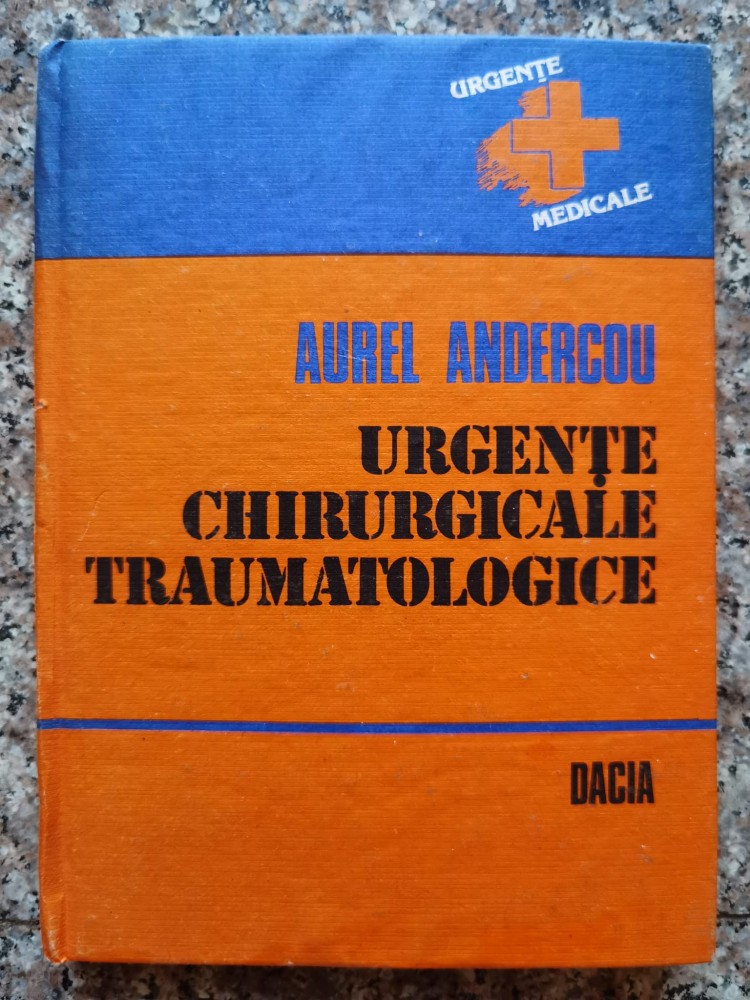 URGENȚE
MEDICALE
AUREL ANDERCOU
URGENȚE
CHIRURGICALE
TRAUMATOLOGICE
DACIA